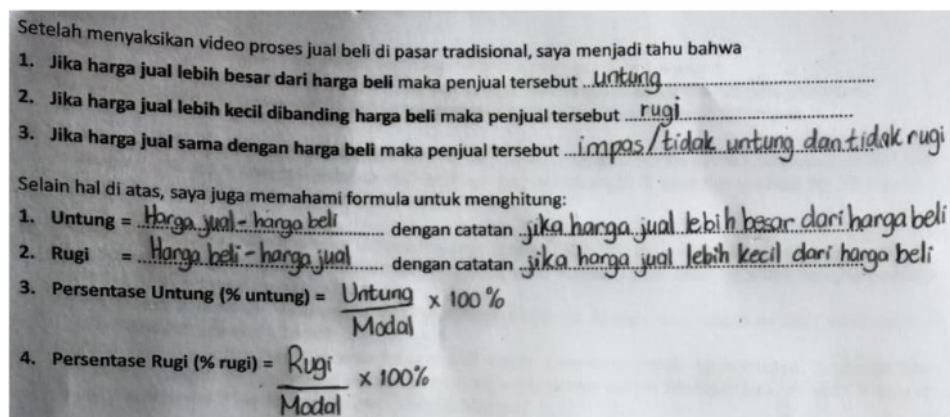 Setelah menyaksikan video proses jual beli di pasar tradisional, saya menjadi tahu bahwa
1. Jika harga jual lebih besar dari harga beli maka penjual tersebut ...untung...
2. Jika harga jual lebih kecil dibanding harga beli maka penjual tersebut ...rugi...
3. Jika harga jual sama dengan harga beli maka penjual tersebut ...impas/tidak untung dan tidak rugi
Selain hal di atas, saya juga memahami formula untuk menghitung:
1. Untung = Harga jual - harga beli dengan catatan jika harga jual lebih besar dari harga beli
2. Rugi = Harga beli - harga jual dengan catatan jika harga jual lebih kecil dari harga beli
3. Persentase Untung (% untung) = Untung × 100 %
Modal
4. Persentase Rugi (% rugi) = Rugi × 100%
Modal